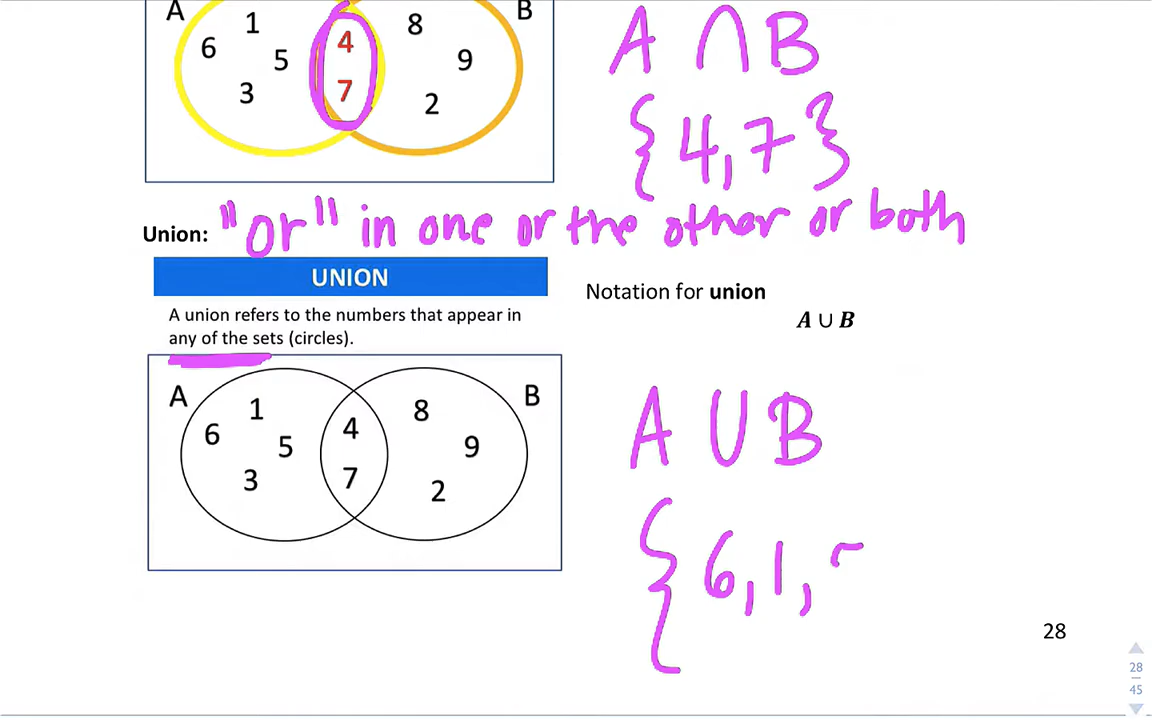 A 1 8 B
6 5 4 9
3 7 2
A ∩ B
{4,7}
Union: "or" in one or the other or both
UNION
A union refers to the numbers that appear in
any of the sets (circles).
Notation for union
A ∪ B
A 1 8 B
6 5 4 9
3 7 2
A ∪ B
{6,1,
28
28
45